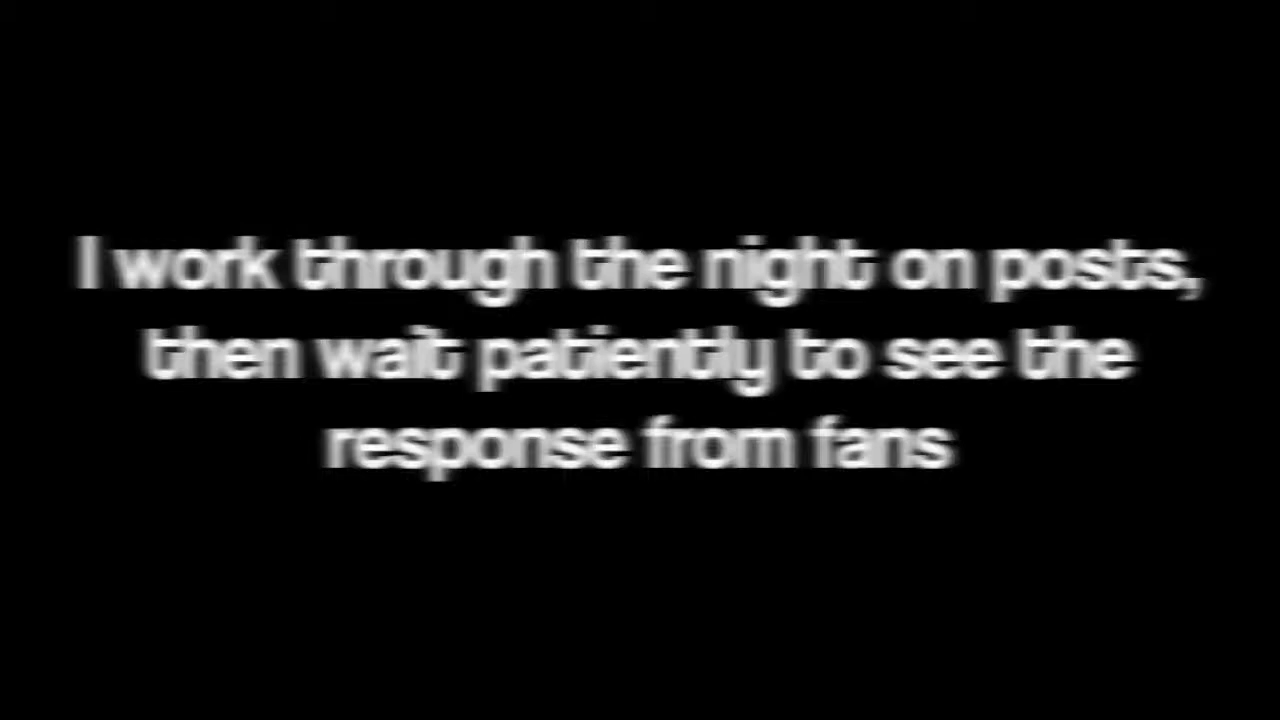 I work through the night on posts,
then wait patiently to see the
response from fans